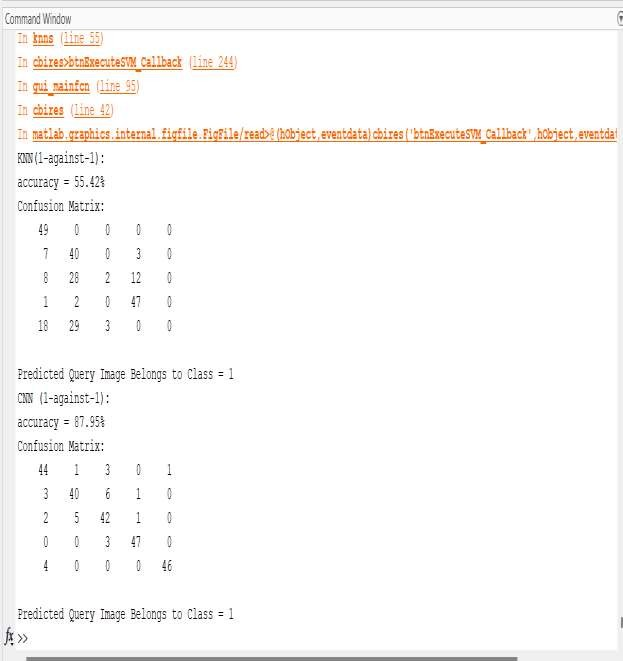 Command Window
In knns (line 55)
In cbires>btnExecuteSVM_Callback (line 244)
In gui_mainfcn (line 95)
In cbires (line 42)
In matlab.graphics.internal.figfile.FigFile/read>@(hObject,eventdata)cbires('btnExecuteSVM_Callback',hObject,eventdat
KNN(1-against-1):
accuracy = 55.42%
Confusion Matrix:
49 0 0 0 0
7 40 0 3 0
8 28 2 12 0
1 2 0 47 0
18 29 3 0 0
Predicted Query Image Belongs to Class = 1
CNN (1-against-1):
accuracy = 87.95%
Confusion Matrix:
44 1 3 0 1
3 40 6 1 0
2 5 42 1 0
0 0 3 47 0
4 0 0 0 46
Predicted Query Image Belongs to Class = 1
fx >>